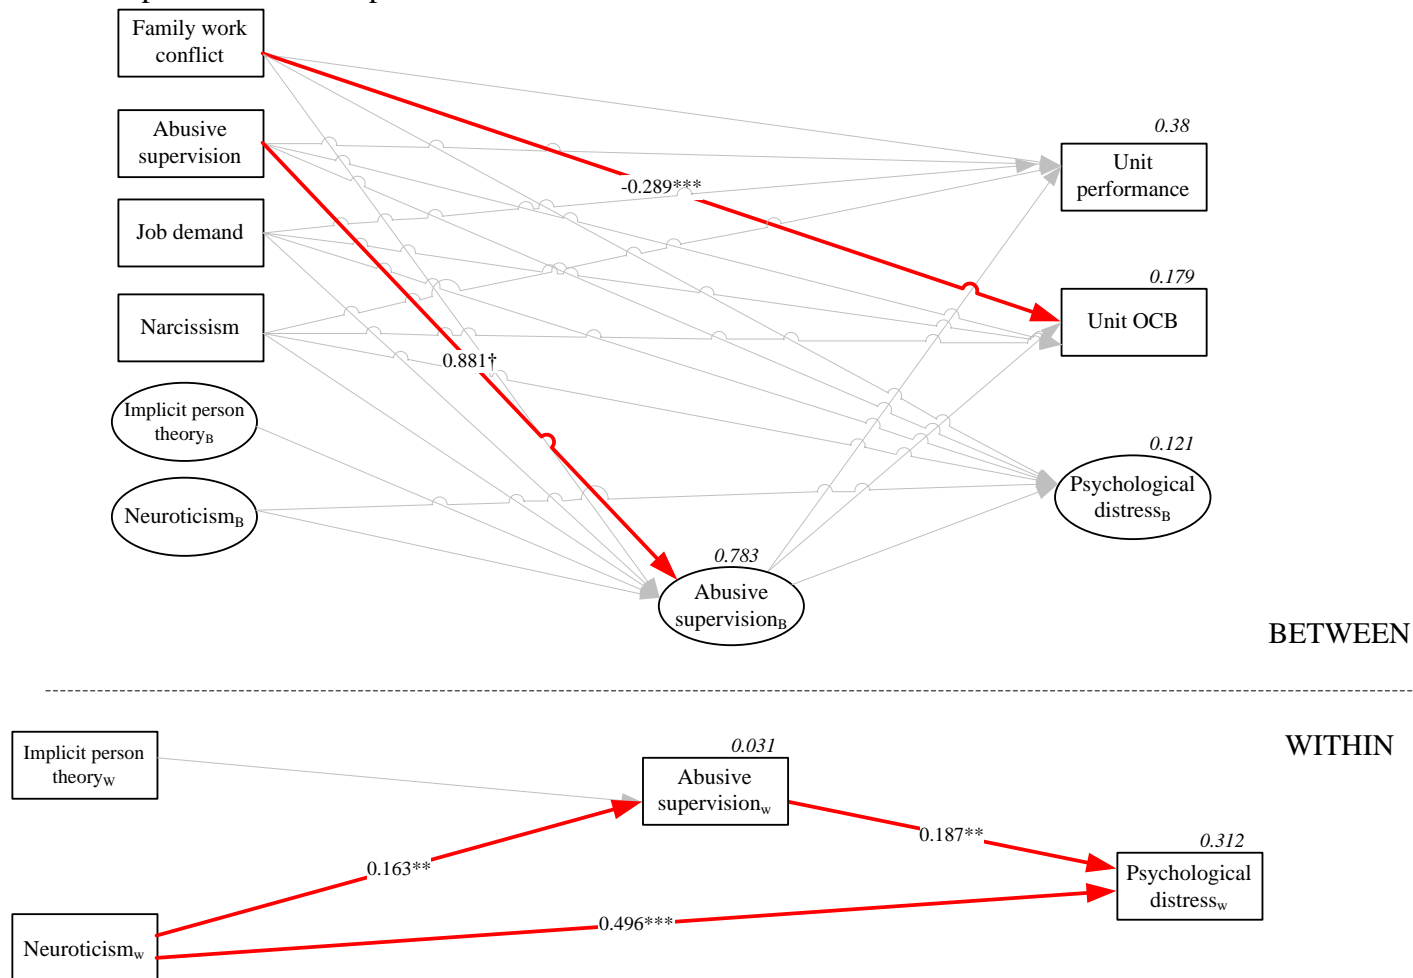 Family work
conflict
Abusive
supervision
Job demand
Narcissism
Implicit person
theoryB
NeuroticismB
-0.289***
0.881†
0.38
Unit
performance
0.179
Unit OCB
0.121
Psychological
distressB
0.783
Abusive
supervisionB
BETWEEN
WITHIN
Implicit person
theoryW
0.031
Abusive
supervisionw
0.163**
0.187**
0.312
Psychological
distressw
0.496***
Neuroticismw